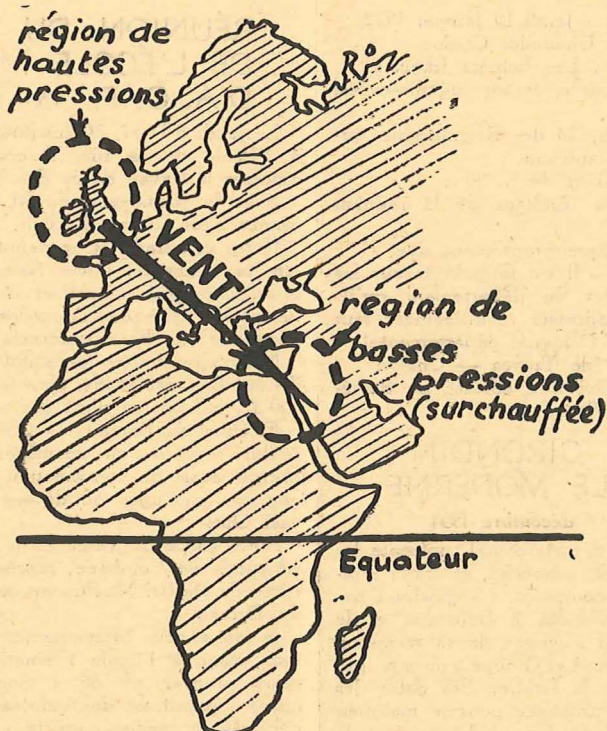 région de
hautes
pressions
VENT
région de
basses
pressions
(surchauffée)
Equateur